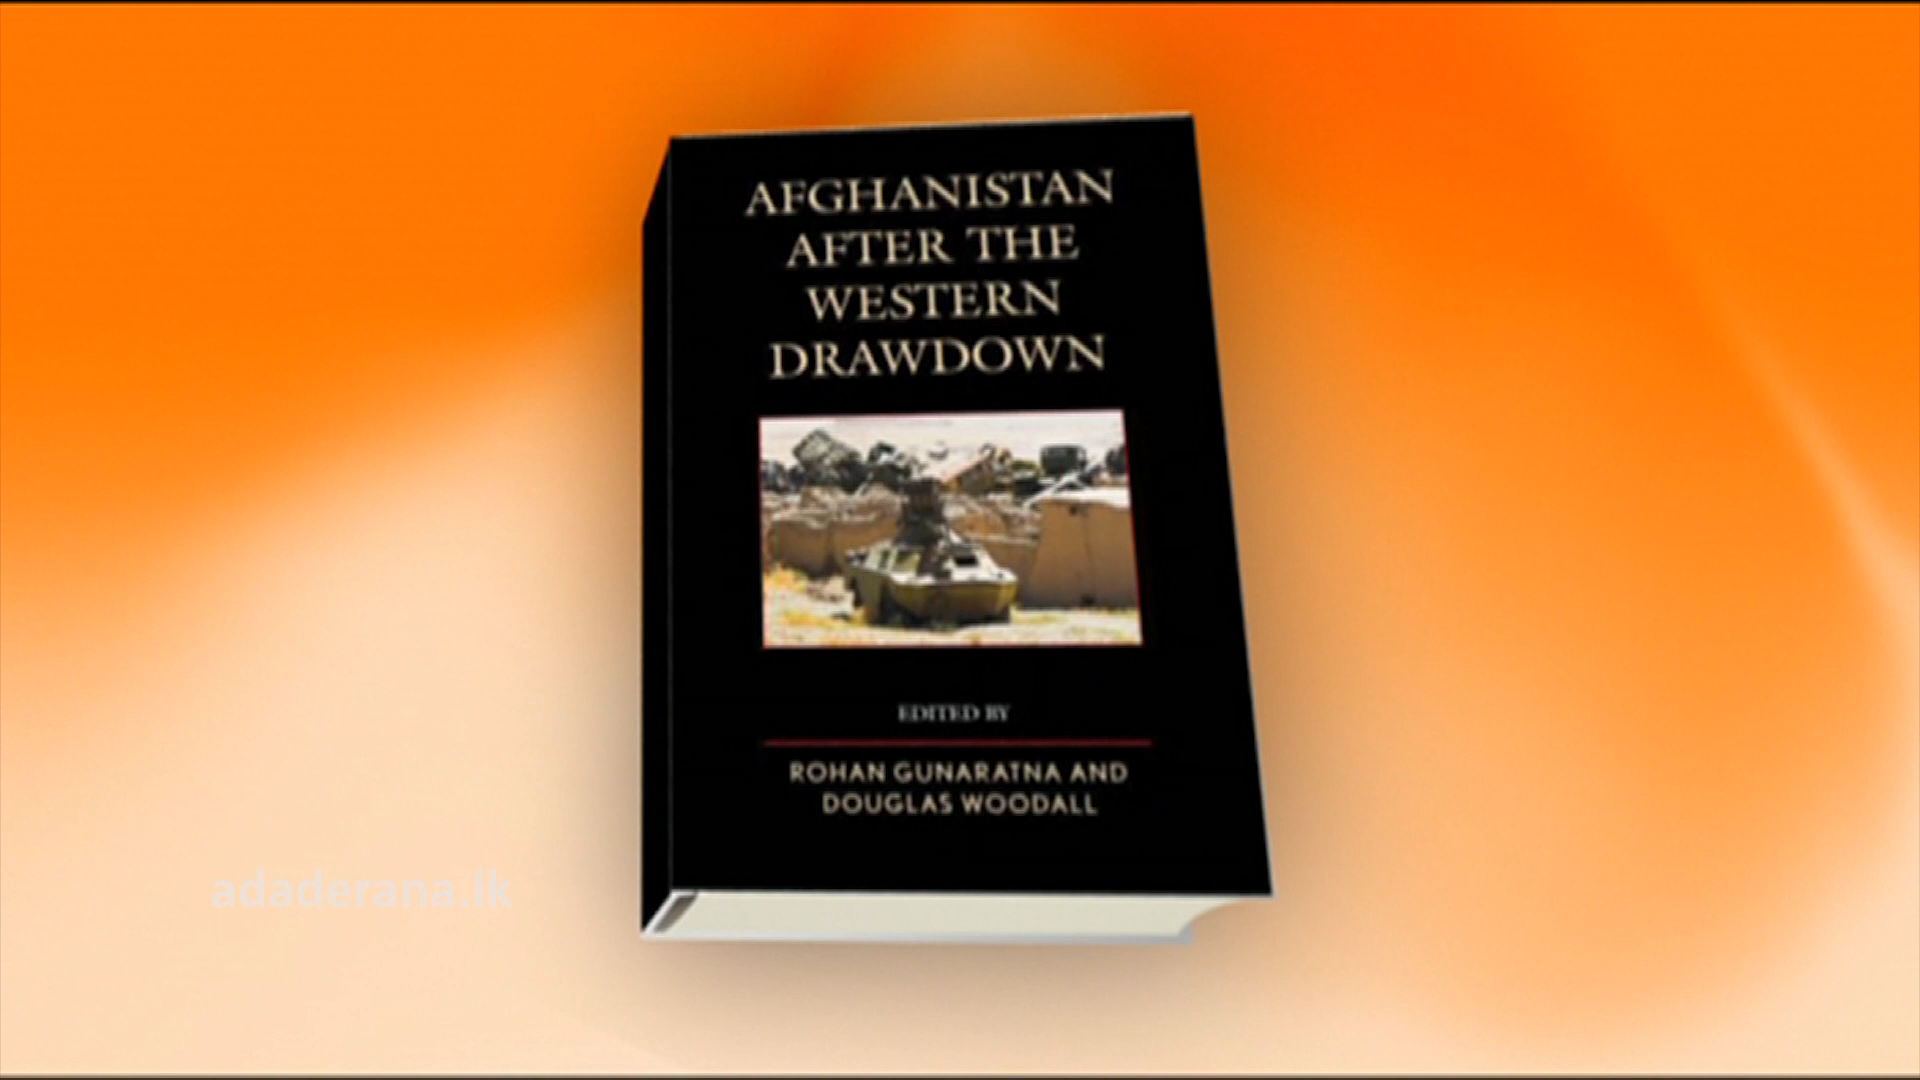 AFGHANISTAN
AFTER THE
WESTERN
DRAWDOWN
EDITED BY
ROHAN GUNARATNA AND
DOUGLAS WOODALL
adaderana.lk